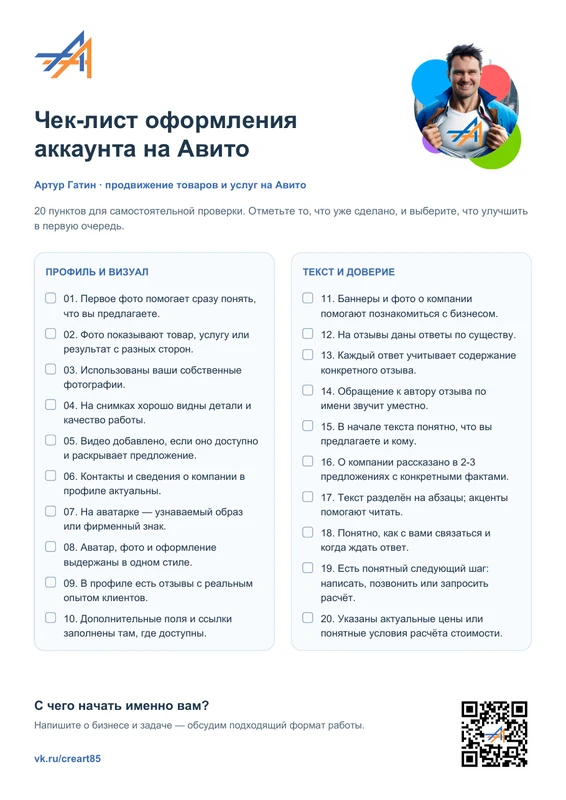 Чек-лист оформления
аккаунта на Авито
Артур Гатин · продвижение товаров и услуг на Авито
20 пунктов для самостоятельной проверки. Отметьте то, что уже сделано, и выберите, что улучшить
в первую очередь.
ПРОФИЛЬ И ВИЗУАЛ
01. Первое фото помогает сразу понять,
что вы предлагаете.
02. Фото показывают товар, услугу или
результат с разных сторон.
03. Использованы ваши собственные
фотографии.
04. На снимках хорошо видны детали и
качество работы.
05. Видео добавлено, если оно доступно
и раскрывает предложение.
06. Контакты и сведения о компании в
профиле актуальны.
07. На аватарке — узнаваемый образ
или фирменный знак.
08. Аватар, фото и оформление
выдержаны в одном стиле.
09. В профиле есть отзывы с реальным
опытом клиентов.
10. Дополнительные поля и ссылки
заполнены там, где доступны.
ТЕКСТ И ДОВЕРИЕ
11. Баннеры и фото о компании
помогают познакомиться с бизнесом.
12. На отзывы даны ответы по существу.
13. Каждый ответ учитывает содержание
конкретного отзыва.
14. Обращение к автору отзыва по
имени звучит уместно.
15. В начале текста понятно, что вы
предлагаете и кому.
16. О компании рассказано в 2-3
предложениях с конкретными фактами.
17. Текст разделён на абзацы; акценты
помогают читать.
18. Понятно, как с вами связаться и
когда ждать ответ.
19. Есть понятный следующий шаг:
написать, позвонить или запросить
расчёт.
20. Указаны актуальные цены или
понятные условия расчёта стоимости.
С чего начать именно вам?
Напишите о бизнесе и задаче — обсудим подходящий формат работы.
vk.ru/creart85